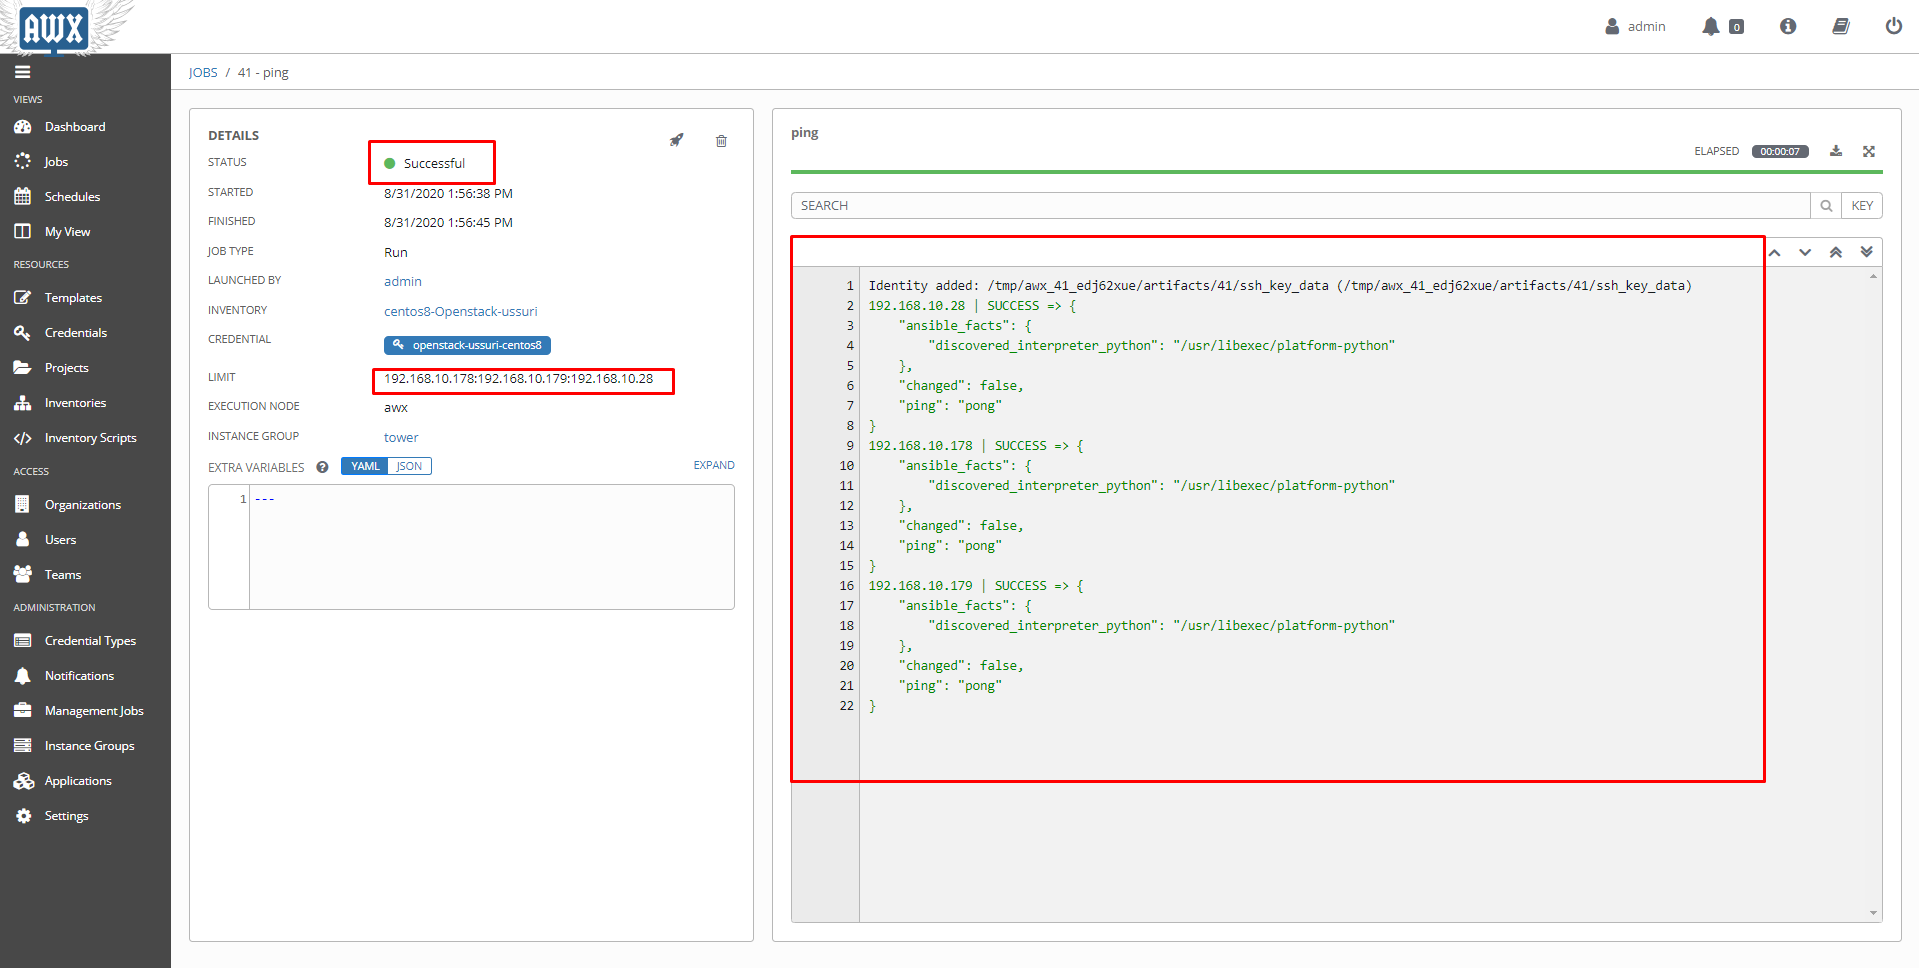 AWX
admin
0
JOBS / 41 - ping
VIEWS
Dashboard
Jobs
Schedules
My View
RESOURCES
Templates
Credentials
Projects
Inventories
Inventory Scripts
ACCESS
Organizations
Users
Teams
ADMINISTRATION
Credential Types
Notifications
Management Jobs
Instance Groups
Applications
Settings
DETAILS
STATUS Successful
STARTED 8/31/2020 1:56:38 PM
FINISHED 8/31/2020 1:56:45 PM
JOB TYPE Run
LAUNCHED BY admin
INVENTORY centos8-Openstack-ussuri
CREDENTIAL openstack-ussuri-centos8
LIMIT 192.168.10.178:192.168.10.179:192.168.10.28
EXECUTION NODE awx
INSTANCE GROUP tower
EXTRA VARIABLES ? YAML JSON EXPAND
1 ---
ping
ELAPSED 00:00:07
SEARCH KEY
1 Identity added: /tmp/awx_41_edj62xue/artifacts/41/ssh_key_data (/tmp/awx_41_edj62xue/artifacts/41/ssh_key_data)
2 192.168.10.28 | SUCCESS => {
3     "ansible_facts": {
4         "discovered_interpreter_python": "/usr/libexec/platform-python"
5     },
6     "changed": false,
7     "ping": "pong"
8 }
9 192.168.10.178 | SUCCESS => {
10     "ansible_facts": {
11         "discovered_interpreter_python": "/usr/libexec/platform-python"
12     },
13     "changed": false,
14     "ping": "pong"
15 }
16 192.168.10.179 | SUCCESS => {
17     "ansible_facts": {
18         "discovered_interpreter_python": "/usr/libexec/platform-python"
19     },
20     "changed": false,
21     "ping": "pong"
22 }